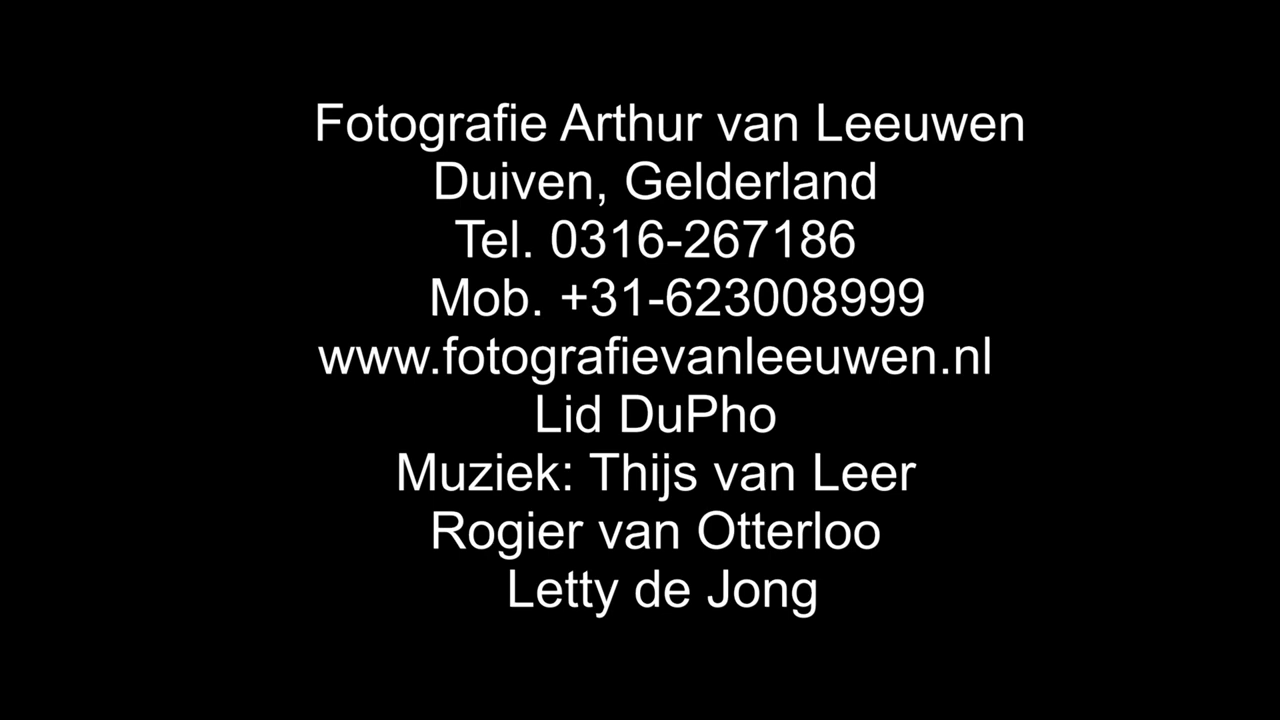 Fotografie Arthur van Leeuwen
Duiven, Gelderland
Tel. 0316-267186
Mob. +31-623008999
www.fotografievanleeuwen.nl
Lid DuPho
Muziek: Thijs van Leer
Rogier van Otterloo
Letty de Jong